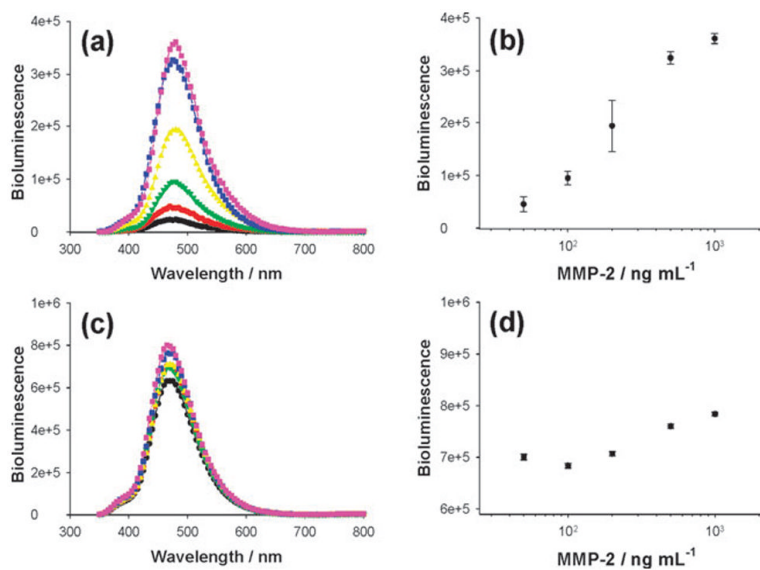 (a)
4e+5
3e+5
2e+5
1e+5
0
Bioluminescence
300 400 500 600 700 800
Wavelength / nm
(b)
4e+5
3e+5
2e+5
1e+5
0
Bioluminescence
10² 10³
MMP-2 / ng mL⁻¹
(c)
1e+6
8e+5
6e+5
4e+5
2e+5
0
Bioluminescence
300 400 500 600 700 800
Wavelength / nm
(d)
1e+6
9e+5
8e+5
7e+5
6e+5
Bioluminescence
10² 10³
MMP-2 / ng mL⁻¹